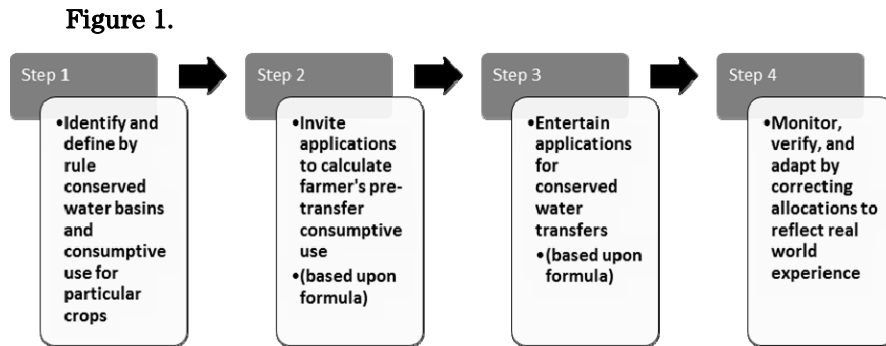 Figure 1.
Step 1
•Identify and
define by
rule
conserved
water basins
and
consumptive
use for
particular
crops
Step 2
•Invite
applications
to calculate
farmer's pre-
transfer
consumptive
use
•(based upon
formula)
Step 3
•Entertain
applications
for
conserved
water
transfers
•(based upon
formula)
Step 4
•Monitor,
verify, and
adapt by
correcting
allocations to
reflect real
world
experience